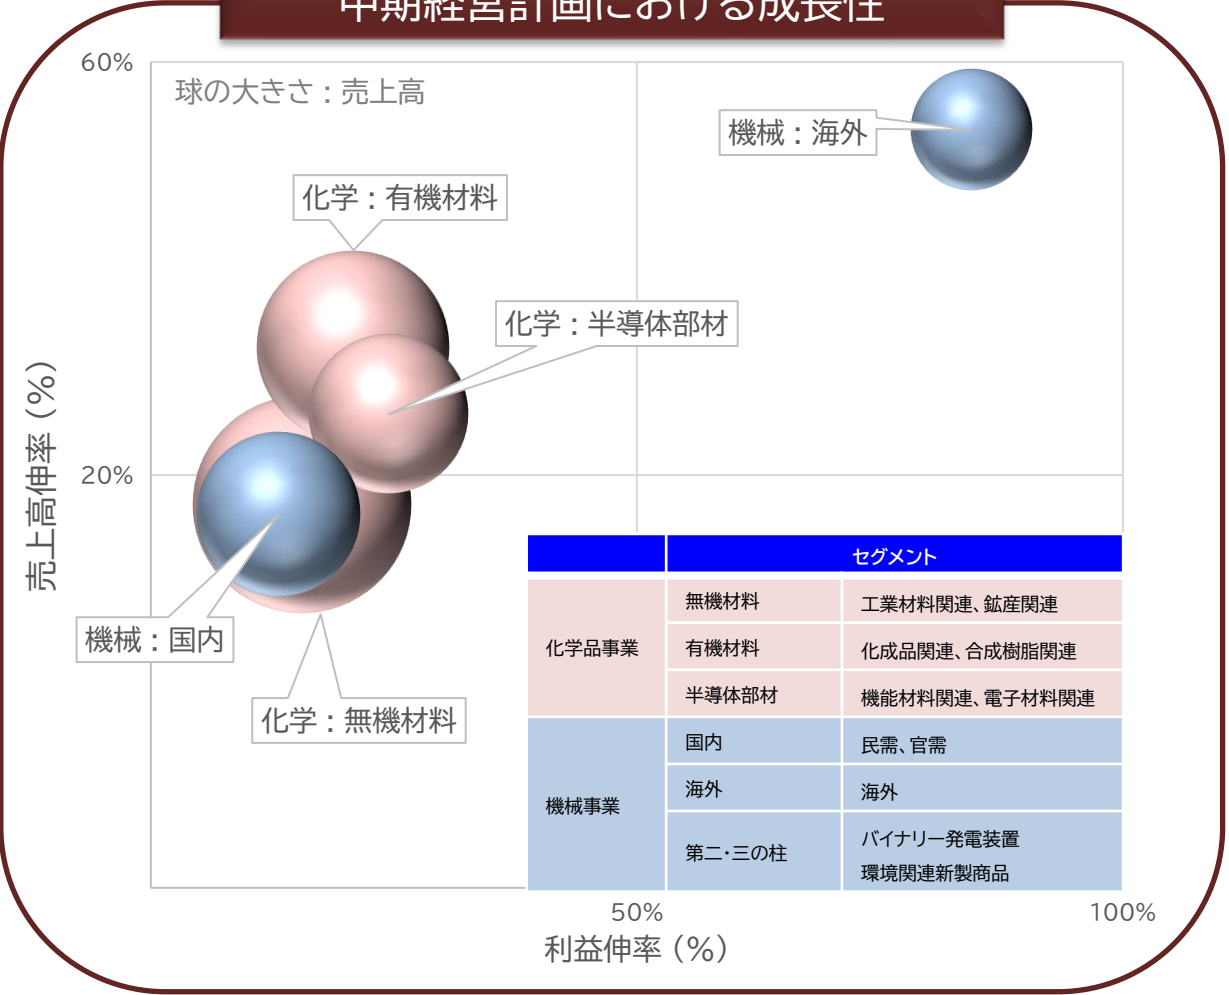 中期経営計画における成長性
60%
球の大きさ：売上高
機械：海外
化学：有機材料
化学：半導体部材
売上高伸率（%）
20%
機械：国内
化学：無機材料
セグメント
化学品事業
無機材料 工業材料関連、鉱産関連
有機材料 化成品関連、合成樹脂関連
半導体部材 機能材料関連、電子材料関連
機械事業
国内 民需、官需
海外 海外
第二・三の柱 バイナリー発電装置
環境関連新製商品
50% 100%
利益伸率（%）